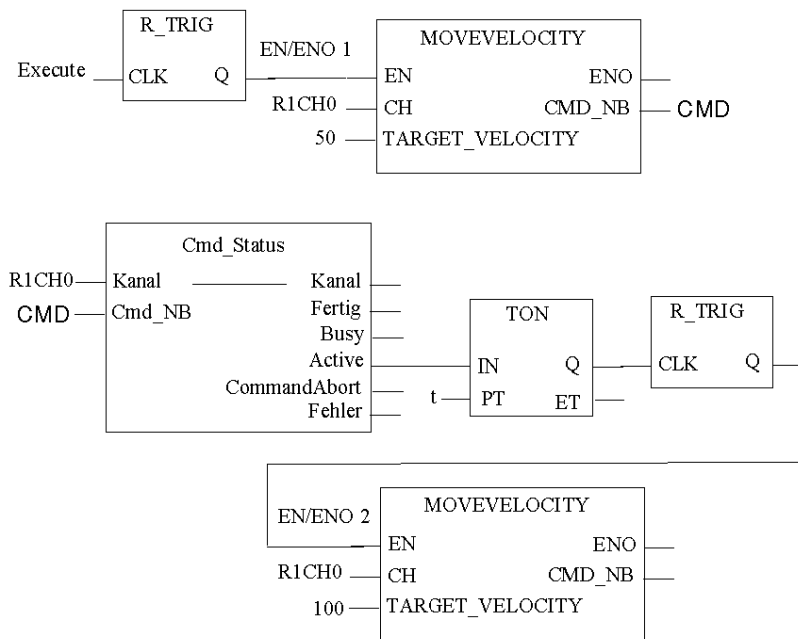 R_TRIG
EN/ENO 1
MOVEVELOCITY
Execute
CLK Q
EN ENO
R1CH0 CH CMD_NB CMD
50 TARGET_VELOCITY
Cmd_Status
R1CH0 Kanal Kanal
CMD Cmd_NB Fertig
Busy
Active
CommandAbort
Fehler
TON
IN Q
t PT ET
R_TRIG
CLK Q
EN/ENO 2
MOVEVELOCITY
EN ENO
R1CH0 CH CMD_NB
100 TARGET_VELOCITY